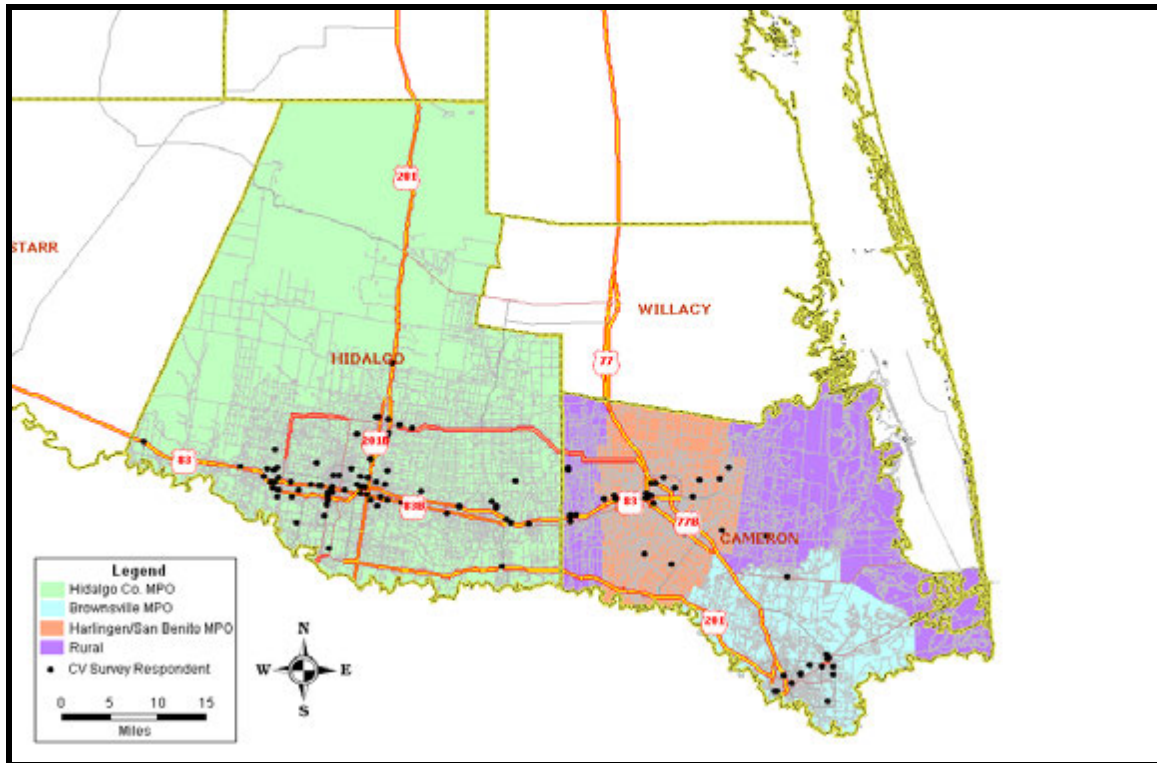 281
STARR
WILLACY
HIDALGO
77
281B
83
83B
83
77B
CAMERON
281
Legend
Hidalgo Co. MPO
Brownsville MPO
Harlingen/San Benito MPO
Rural
CV Survey Respondent
0 5 10 15
Miles
N
W E
S